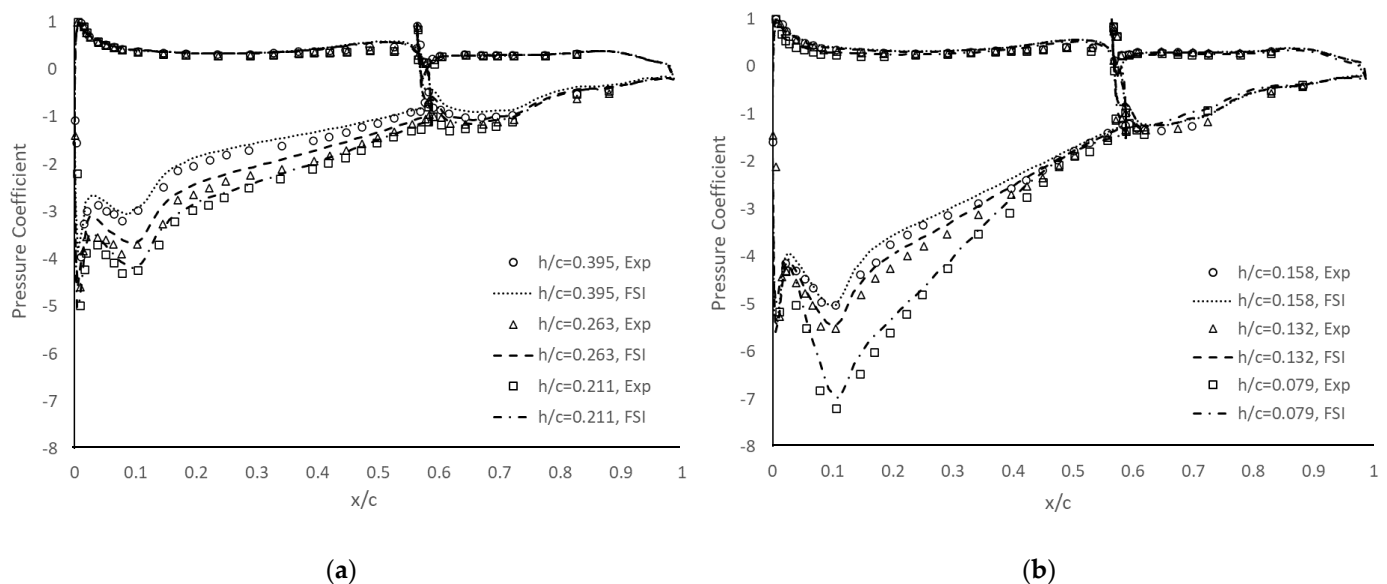 1
0
-1
-2
-3
-4
-5
-6
-7
-8
Pressure Coefficient
0
0.1
0.2
0.3
0.4
0.5
0.6
0.7
0.8
0.9
1
x/c
h/c=0.395, Exp
h/c=0.395, FSI
h/c=0.263, Exp
h/c=0.263, FSI
h/c=0.211, Exp
h/c=0.211, FSI
(a)
1
0
-1
-2
-3
-4
-5
-6
-7
-8
Pressure Coefficient
0
0.1
0.2
0.3
0.4
0.5
0.6
0.7
0.8
0.9
1
x/c
h/c=0.158, Exp
h/c=0.158, FSI
h/c=0.132, Exp
h/c=0.132, FSI
h/c=0.079, Exp
h/c=0.079, FSI
(b)